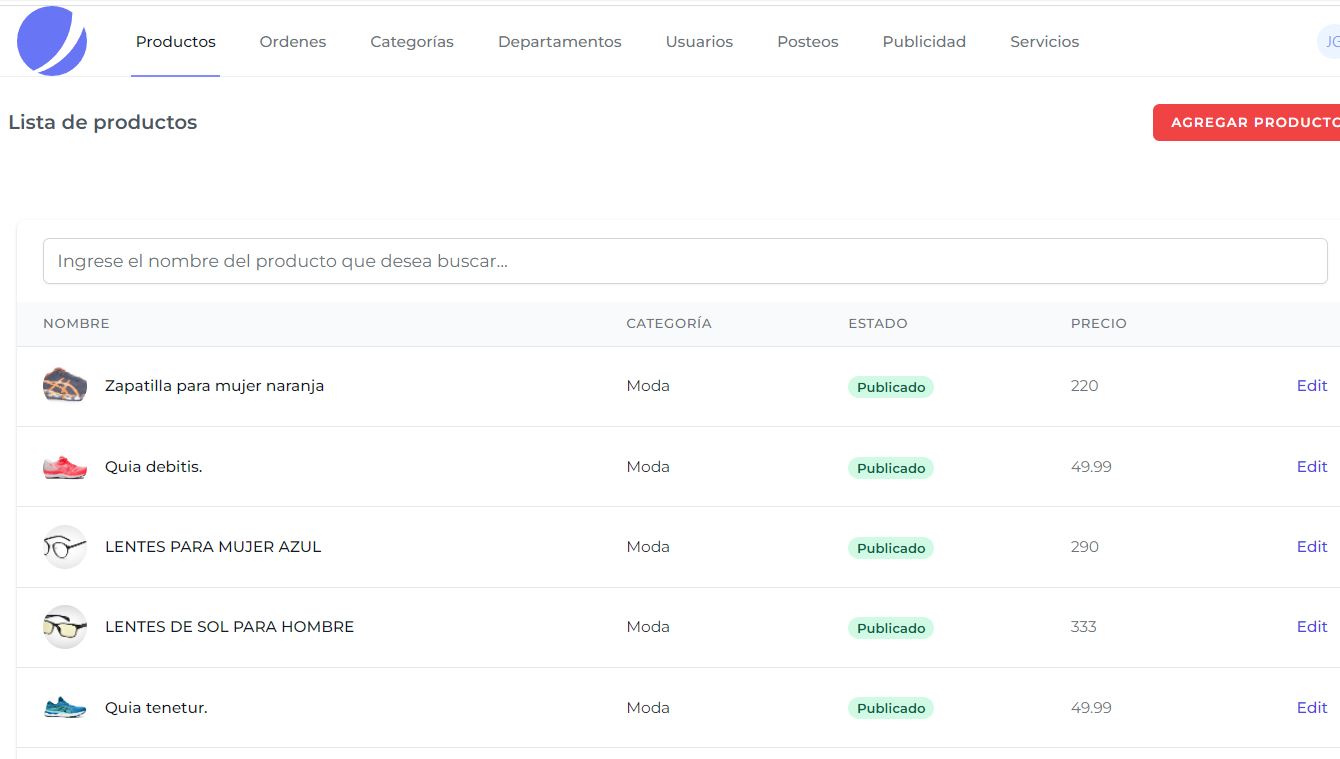 Productos Ordenes Categorías Departamentos Usuarios Posteos Publicidad Servicios
Lista de productos AGREGAR PRODUCTO
Ingrese el nombre del producto que desea buscar...
NOMBRE CATEGORÍA ESTADO PRECIO
Zapatilla para mujer naranja Moda Publicado 220 Edit
Quia debitis. Moda Publicado 49.99 Edit
LENTES PARA MUJER AZUL Moda Publicado 290 Edit
LENTES DE SOL PARA HOMBRE Moda Publicado 333 Edit
Quia tenetur. Moda Publicado 49.99 Edit